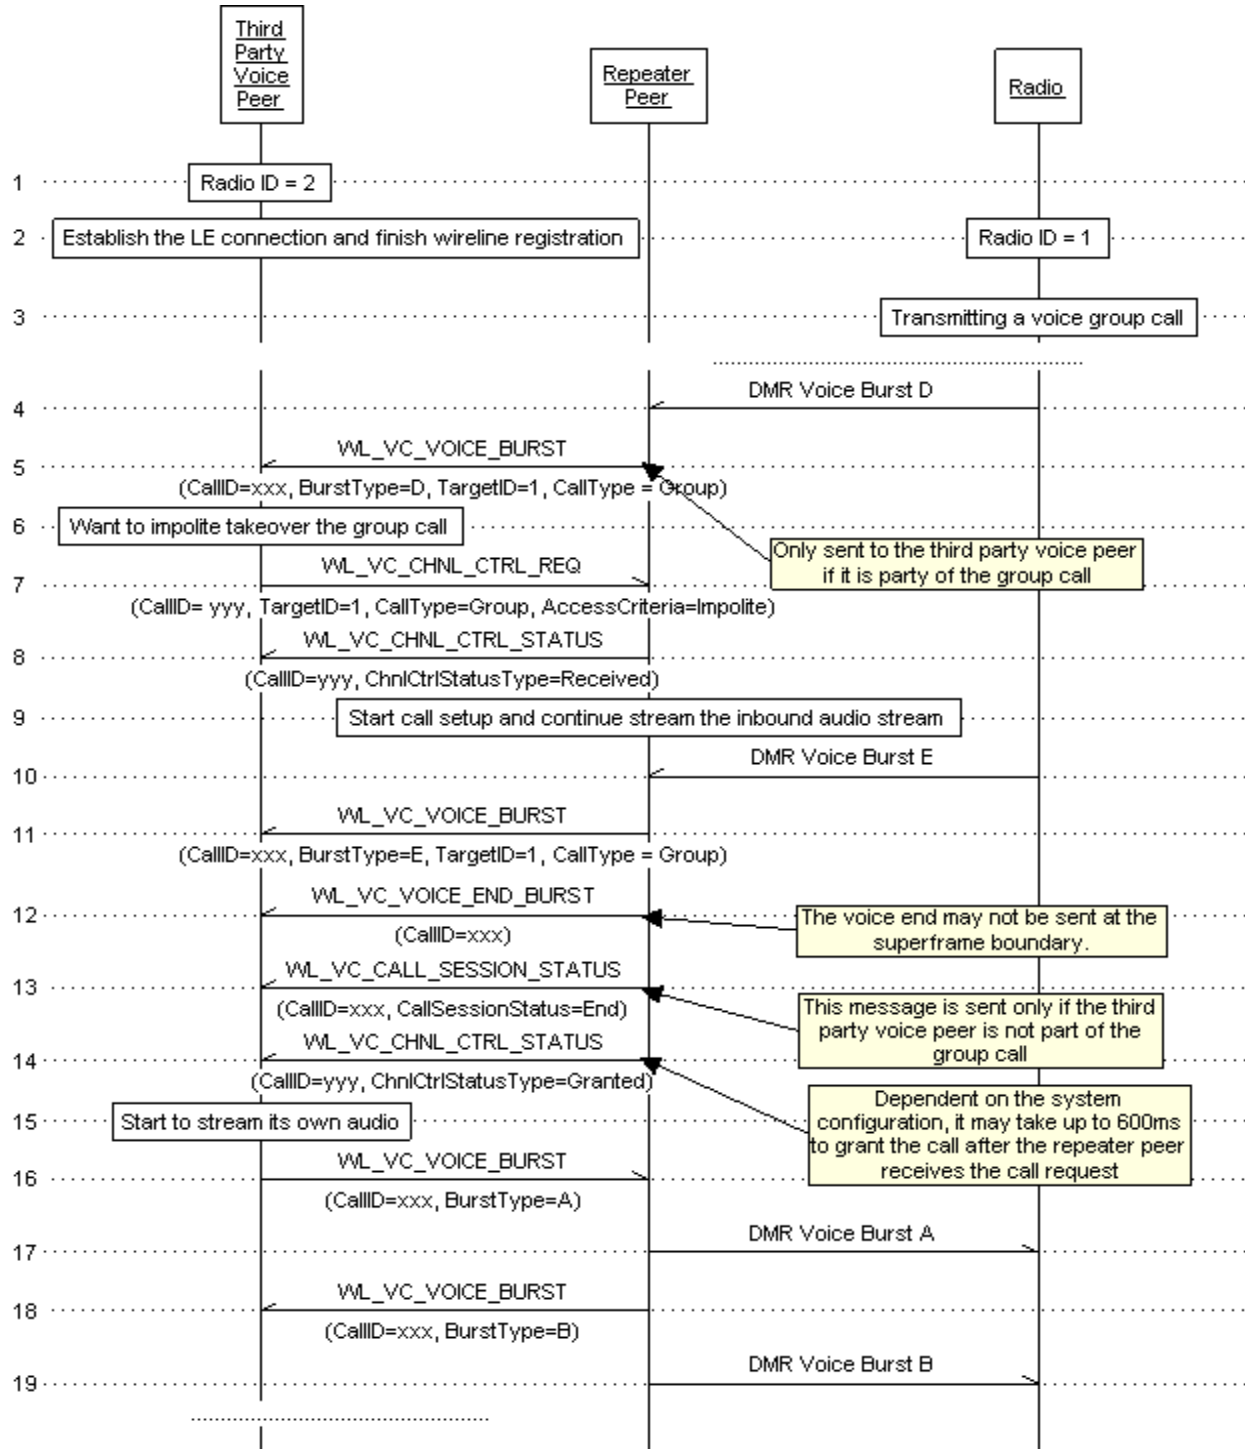 Third
Party
Voice
Peer
Repeater
Peer
Radio
1
Radio ID = 2
2
Establish the LE connection and finish wireline registration
Radio ID = 1
3
Transmitting a voice group call
DMR Voice Burst D
4
WL_VC_VOICE_BURST
5
(CallID=xxx, BurstType=D, TargetID=1, CallType = Group)
6
Want to impolite takeover the group call
Only sent to the third party voice peer
if it is party of the group call
WL_VC_CHNL_CTRL_REQ
7
(CallID= yyy, TargetID=1, CallType=Group, AccessCriteria=Impolite)
WL_VC_CHNL_CTRL_STATUS
8
(CallID=yyy, ChnlCtrlStatusType=Received)
9
Start call setup and continue stream the inbound audio stream
DMR Voice Burst E
10
WL_VC_VOICE_BURST
11
(CallID=xxx, BurstType=E, TargetID=1, CallType = Group)
WL_VC_VOICE_END_BURST
12
(CallID=xxx)
The voice end may not be sent at the
superframe boundary.
WL_VC_CALL_SESSION_STATUS
13
(CallID=xxx, CallSessionStatus=End)
This message is sent only if the third
party voice peer is not part of the
group call
WL_VC_CHNL_CTRL_STATUS
14
(CallID=yyy, ChnlCtrlStatusType=Granted)
Dependent on the system
configuration, it may take up to 600ms
to grant the call after the repeater peer
receives the call request
15
Start to stream its own audio
WL_VC_VOICE_BURST
16
(CallID=xxx, BurstType=A)
DMR Voice Burst A
17
WL_VC_VOICE_BURST
18
(CallID=xxx, BurstType=B)
DMR Voice Burst B
19